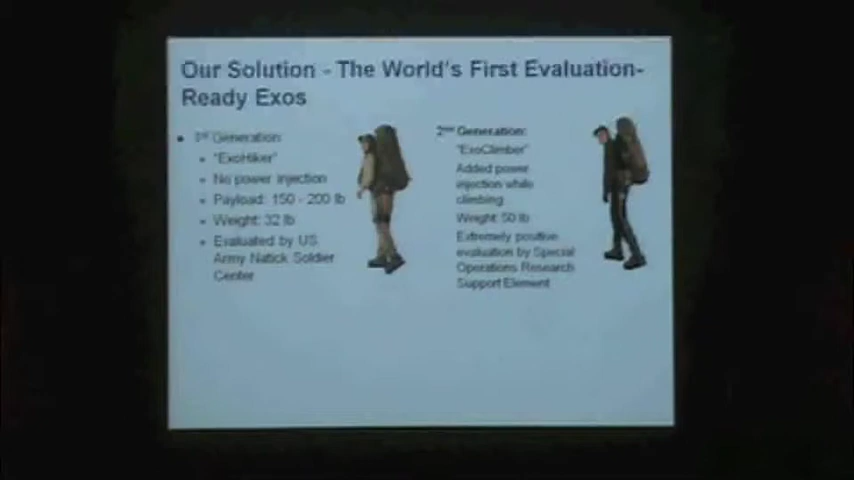 Our Solution - The World's First Evaluation-
Ready Exos
1st Generation:
"ExoHiker"
No power injection
Payload: 150 - 200 lb
Weight: 32 lb
Evaluated by US
Army Natick Soldier
Center
2nd Generation:
"ExoClimber"
Added power
injection while
climbing
Weight: 50 lb
Extremely positive
evaluation by Special
Operations Research
Support Element